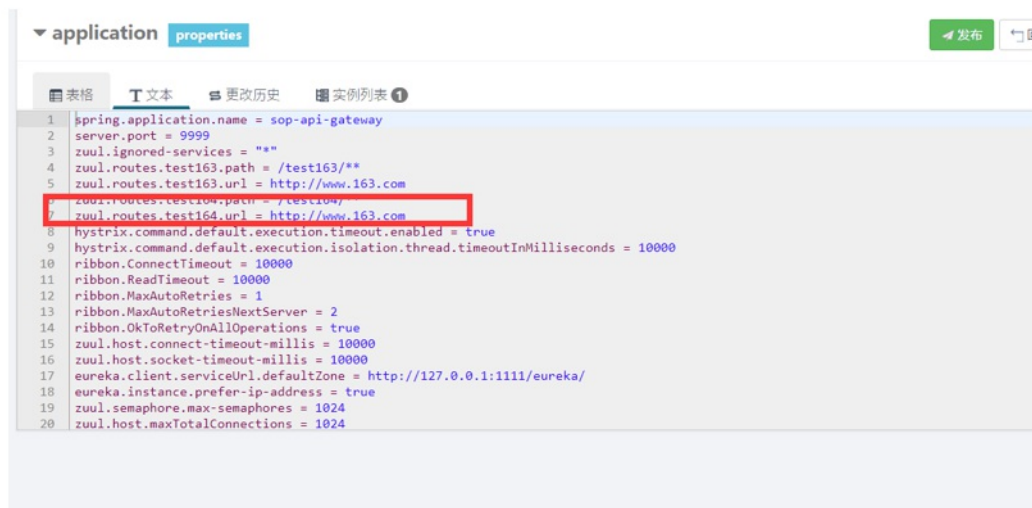 application properties
发布
表格 文本 更改历史 实例列表 1
1 spring.application.name = sop-api-gateway
2 server.port = 9999
3 zuul.ignored-services = "*"
4 zuul.routes.test163.path = /test163/**
5 zuul.routes.test163.url = http://www.163.com
zuul.routes.test164.path = /test164/
7 zuul.routes.test164.url = http://www.163.com
8 hystrix.command.default.execution.timeout.enabled = true
9 hystrix.command.default.execution.isolation.thread.timeoutInMilliseconds = 10000
10 ribbon.ConnectTimeout = 10000
11 ribbon.ReadTimeout = 10000
12 ribbon.MaxAutoRetries = 1
13 ribbon.MaxAutoRetriesNextServer = 2
14 ribbon.OkToRetryOnAllOperations = true
15 zuul.host.connect-timeout-millis = 10000
16 zuul.host.socket-timeout-millis = 10000
17 eureka.client.serviceUrl.defaultZone = http://127.0.0.1:1111/eureka/
18 eureka.instance.prefer-ip-address = true
19 zuul.semaphore.max-semaphores = 1024
20 zuul.host.maxTotalConnections = 1024